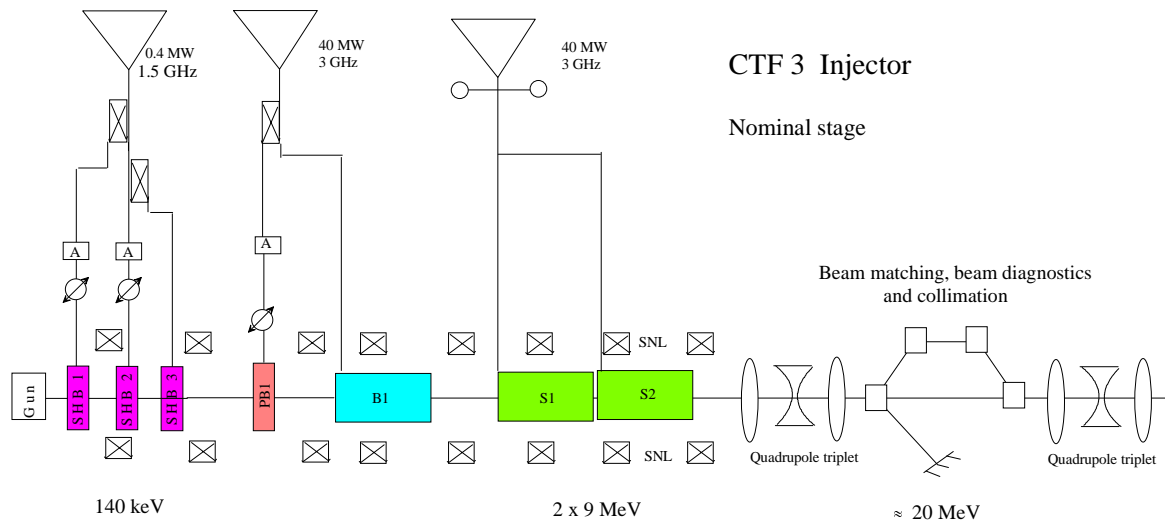 0.4 MW
1.5 GHz
40 MW
3 GHz
40 MW
3 GHz
CTF 3 Injector
Nominal stage
A
A
A
Beam matching, beam diagnostics
and collimation
SNL
Gun
SHB 1
SHB 2
SHB 3
PB1
B1
S1
S2
SNL
Quadrupole triplet
Quadrupole triplet
140 keV
2 x 9 MeV
≈ 20 MeV